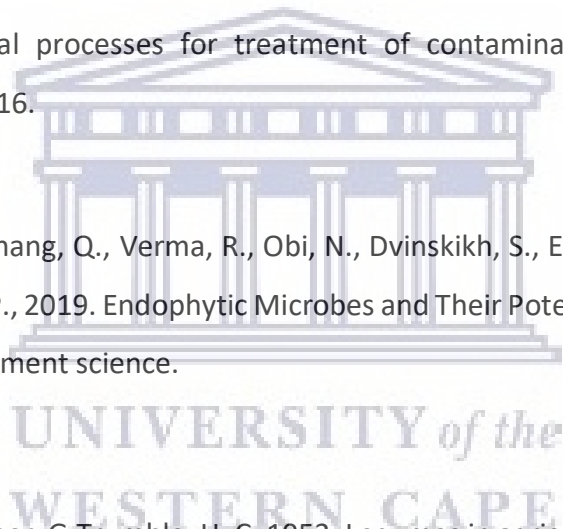 al processes for treatment of contamina
16.
hang, Q., Verma, R., Obi, N., Dvinskikh, S., E
P., 2019. Endophytic Microbes and Their Pote
ment science.
UNIVERSITY of the
WESTERN CAPE